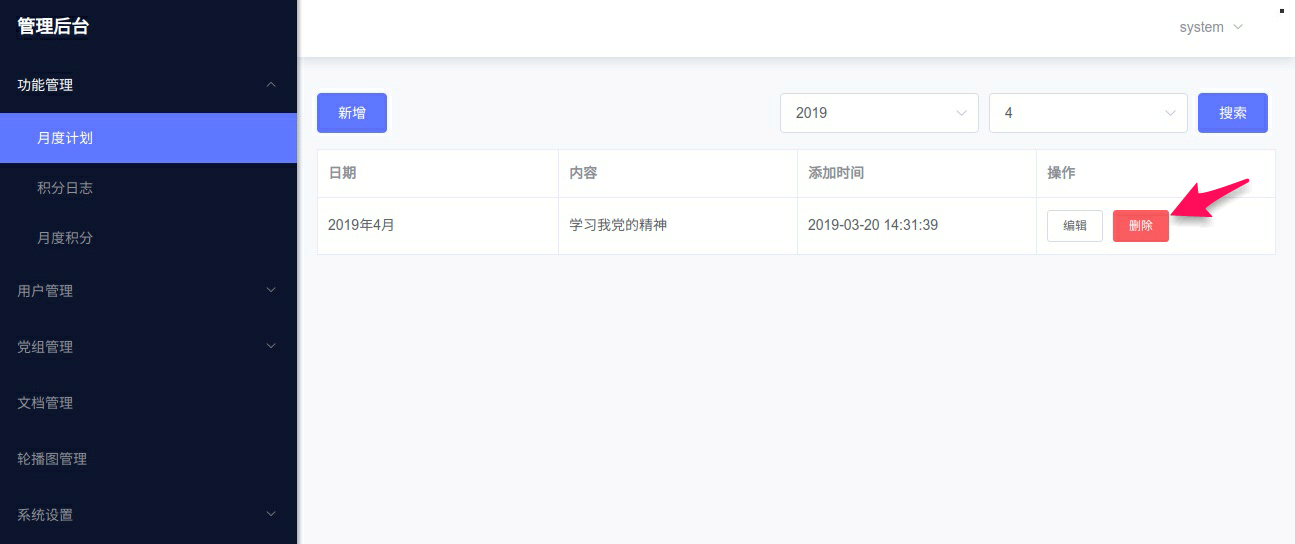 管理后台
system
功能管理
月度计划
积分日志
月度积分
用户管理
党组管理
文档管理
轮播图管理
系统设置
新增
2019
4
搜索
日期 内容 添加时间 操作
2019年4月 学习我党的精神 2019-03-20 14:31:39 编辑 删除